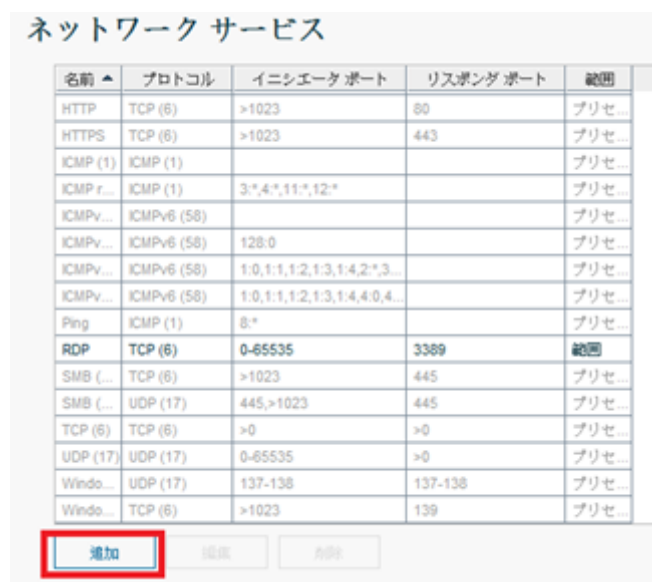 ネットワーク サービス
名前 プロトコル イニシエータ ポート リスポンダ ポート 範囲
HTTP TCP (6) >1023 80 プリセ...
HTTPS TCP (6) >1023 443 プリセ...
ICMP (1) ICMP (1) プリセ...
ICMP r... ICMP (1) 3:*,4:*,11:*,12:* プリセ...
ICMPv... ICMPv6 (58) プリセ...
ICMPv... ICMPv6 (58) 128:0 プリセ...
ICMPv... ICMPv6 (58) 1:0,1:1,1:2,1:3,1:4,2:*,3... プリセ...
ICMPv... ICMPv6 (58) 1:0,1:1,1:2,1:3,1:4,4:0,4... プリセ...
Ping ICMP (1) 8:* プリセ...
RDP TCP (6) 0-65535 3389 範囲
SMB (... TCP (6) >1023 445 プリセ...
SMB (... UDP (17) 445,>1023 445 プリセ...
TCP (6) TCP (6) >0 >0 プリセ...
UDP (17) UDP (17) 0-65535 >0 プリセ...
Windo... UDP (17) 137-138 137-138 プリセ...
Windo... TCP (6) >1023 139 プリセ...
追加 編集 削除